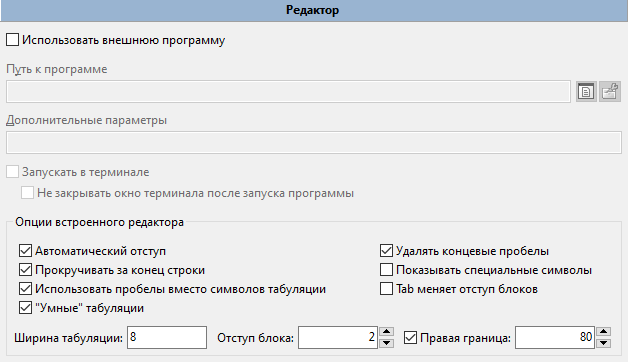 Редактор
Использовать внешнюю программу
Путь к программе
Дополнительные параметры
Запускать в терминале
Не закрывать окно терминала после запуска программы
Опции встроенного редактора
Автоматический отступ
Удалять концевые пробелы
Прокручивать за конец строки
Показывать специальные символы
Использовать пробелы вместо символов табуляции
Tab меняет отступ блоков
"Умные" табуляции
Ширина табуляции: 8 Отступ блока: 2 Правая граница: 80